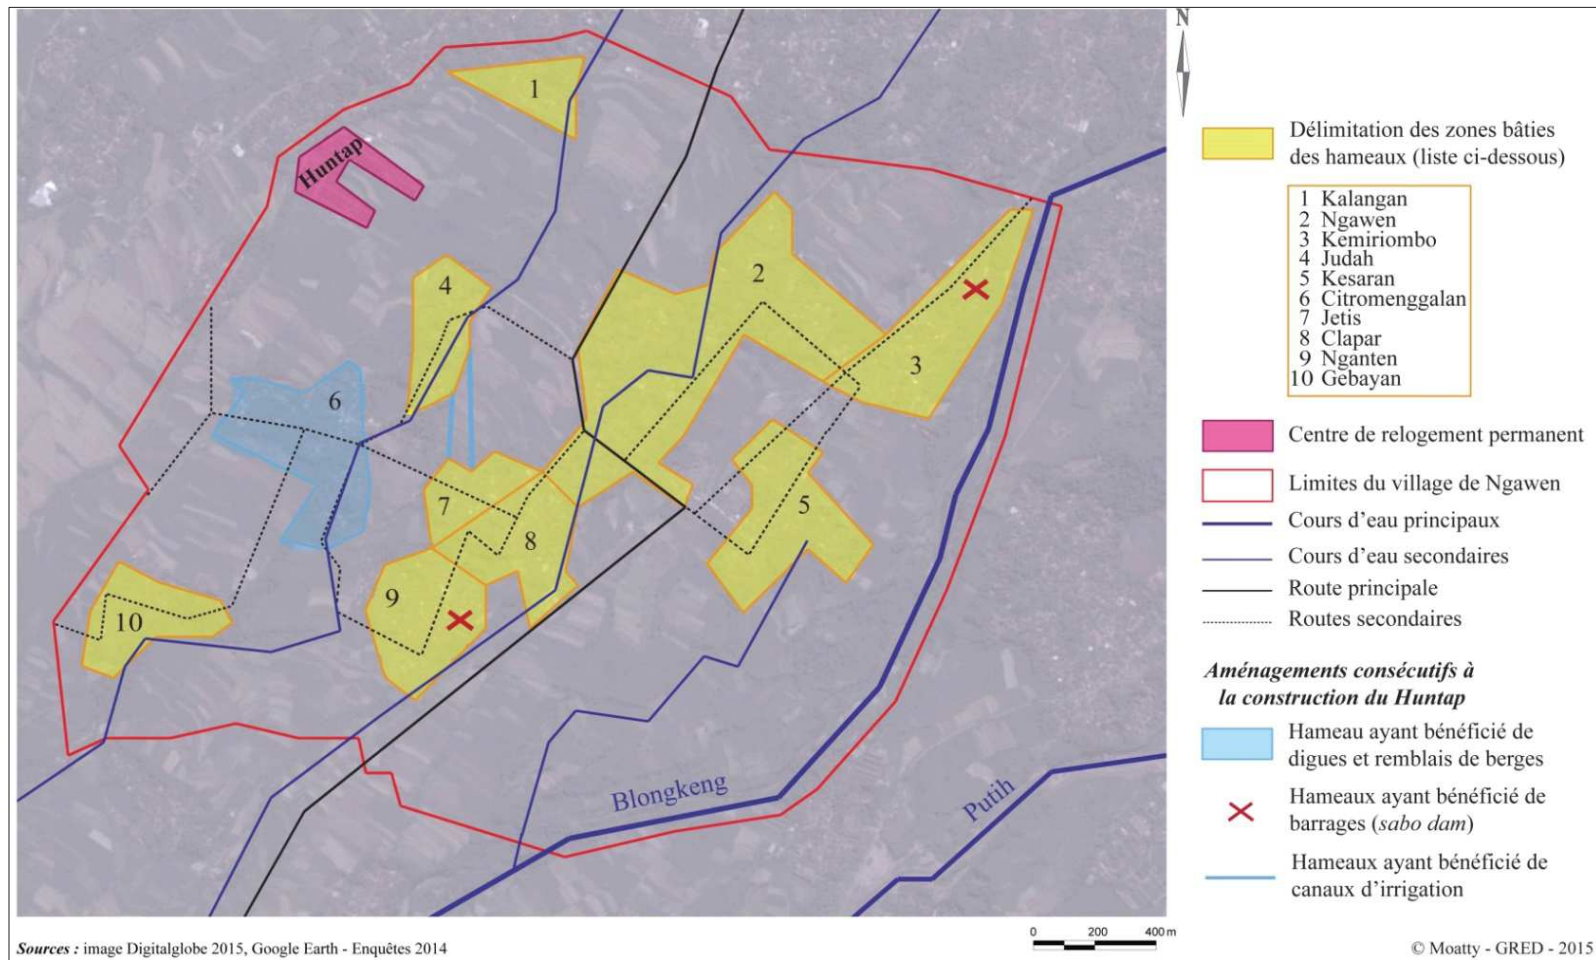 N
Huntap
1
2
3
4
5
6
7
8
9
10
Blongkeng
Putih
Délimitation des zones bâties
des hameaux (liste ci-dessous)
1 Kalangan
2 Ngawen
3 Kemiriombo
4 Judah
5 Kesaran
6 Citromenggalan
7 Jetis
8 Clapar
9 Nganten
10 Gebayan
Centre de relogement permanent
Limites du village de Ngawen
Cours d'eau principaux
Cours d'eau secondaires
Route principale
Routes secondaires
Aménagements consécutifs à
la construction du Huntap
Hameau ayant bénéficié de
digues et remblais de berges
Hameaux ayant bénéficié de
barrages (sabo dam)
Hameaux ayant bénéficié de
canaux d'irrigation
Sources : image Digitalglobe 2015, Google Earth - Enquêtes 2014
0 200 400 m
© Moatty - GRED - 2015